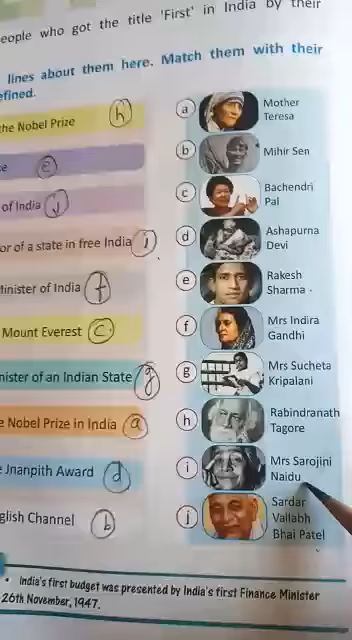 eople who got the title 'First' in India by their
lines about them here. Match them with their
efined.
the Nobel Prize h
e e
of India j
or of a state in free India i
Minister of India f
Mount Everest c
nister of an Indian State g
e Nobel Prize in India a
e Jnanpith Award d
glish Channel b
a Mother
Teresa
b Mihir Sen
c Bachendri
Pal
d Ashapurna
Devi
e Rakesh
Sharma
f Mrs Indira
Gandhi
g Mrs Sucheta
Kripalani
h Rabindranath
Tagore
i Mrs Sarojini
Naidu
j Sardar
Vallabh
Bhai Patel
• India's first budget was presented by India's first Finance Minister
26th November, 1947.